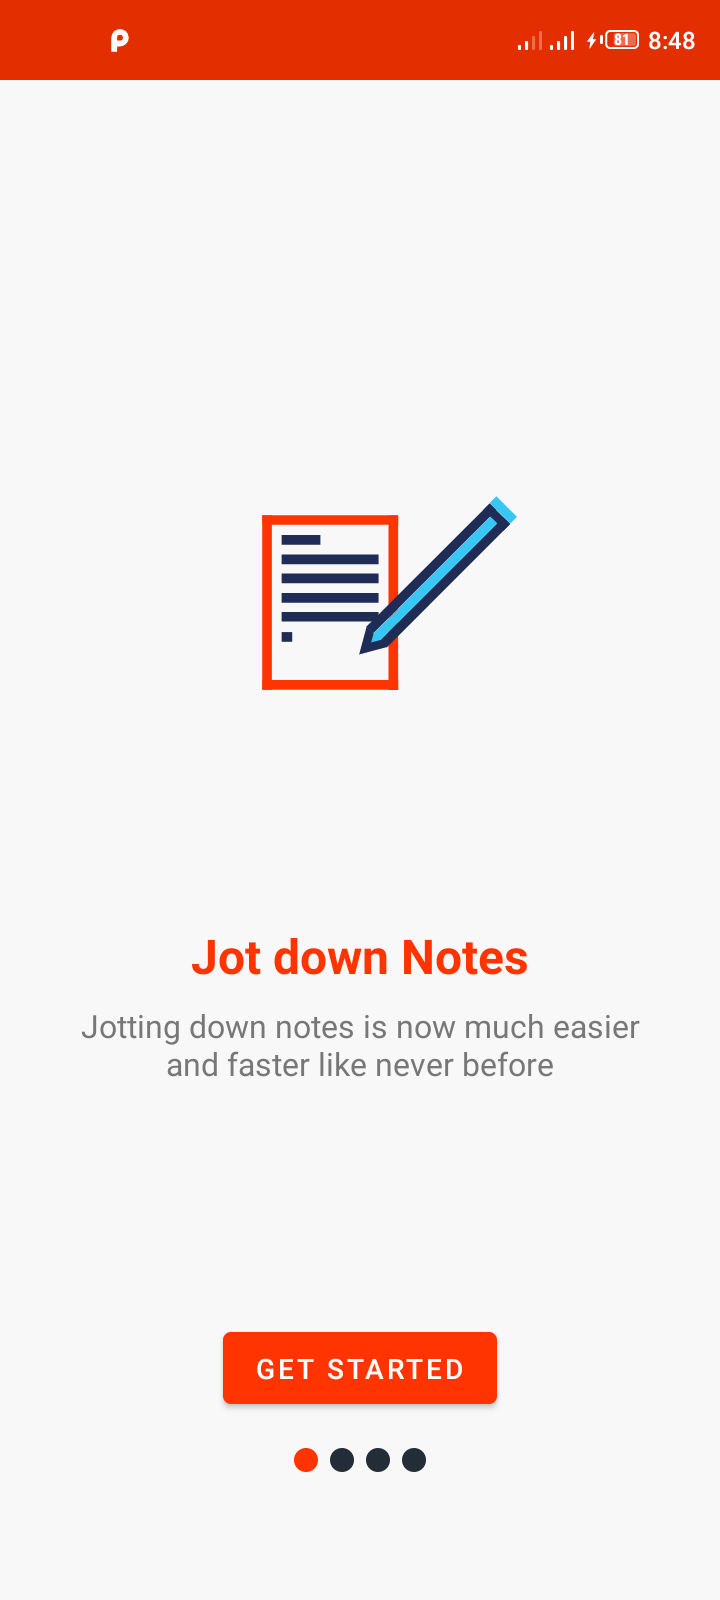 81 8:48
Jot down Notes
Jotting down notes is now much easier
and faster like never before
GET STARTED